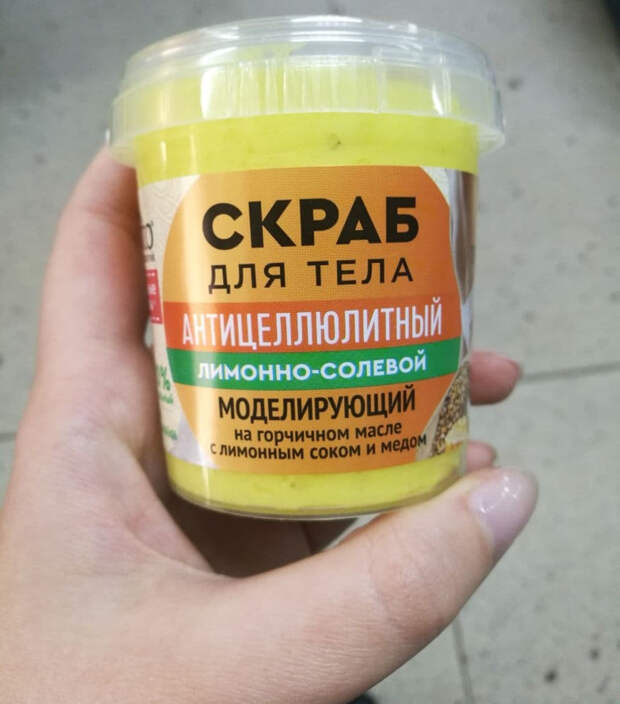 СКРАБ
ДЛЯ ТЕЛА
АНТИЦЕЛЛЮЛИТНЫЙ
ЛИМОННО-СОЛЕВОЙ
МОДЕЛИРУЮЩИЙ
на горчичном масле
с лимонным соком и медом